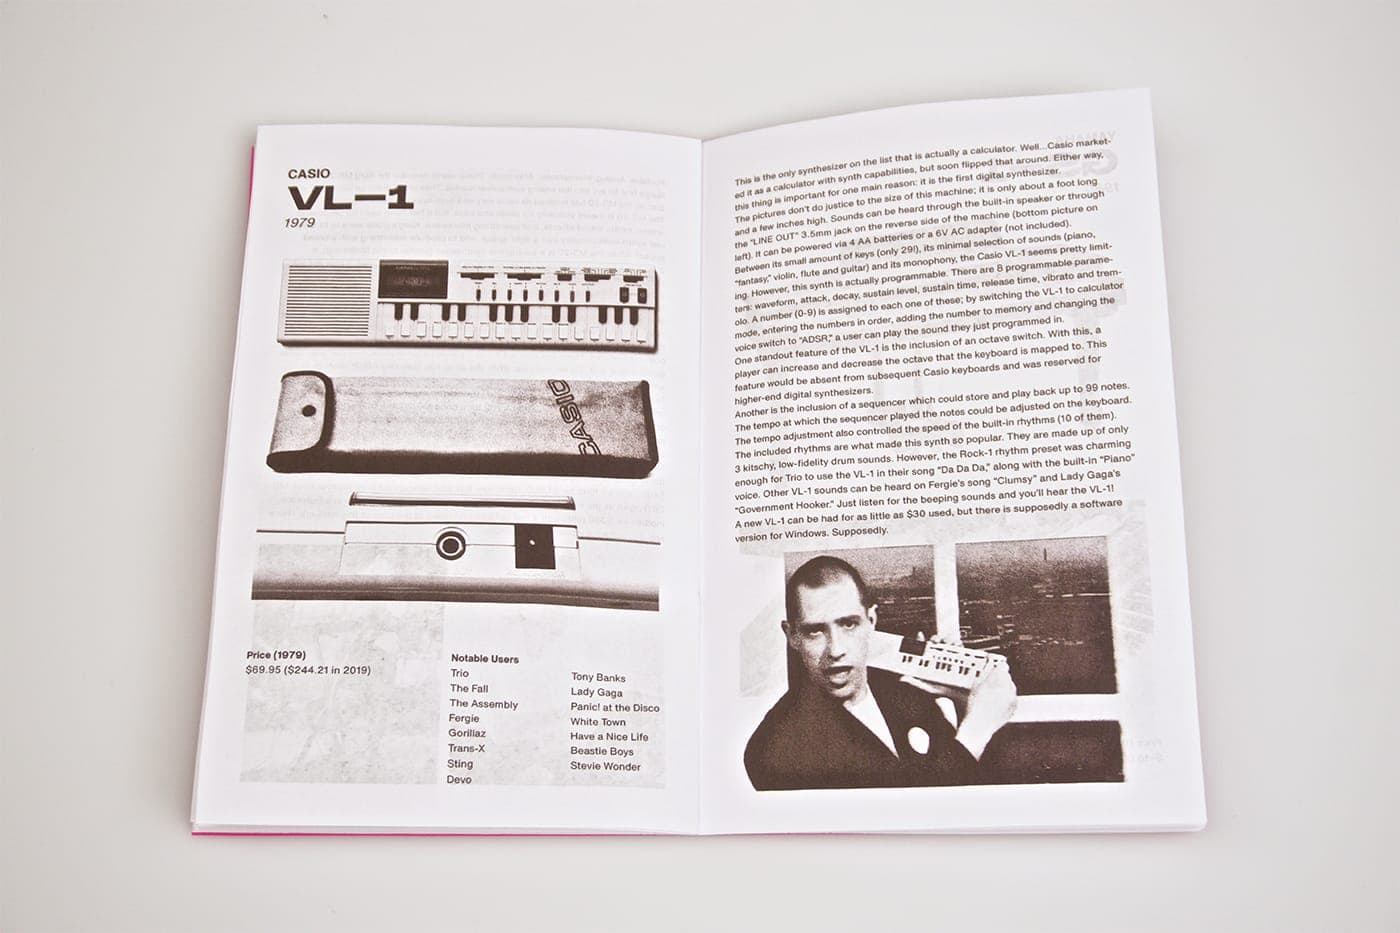 CASIO
VL—1
1979
CASIO
Price (1979)
$69.95 ($244.21 in 2019)
Notable Users
Trio
The Fall
The Assembly
Fergie
Gorillaz
Trans-X
Sting
Devo
Tony Banks
Lady Gaga
Panic! at the Disco
White Town
Have a Nice Life
Beastie Boys
Stevie Wonder
This is the only synthesizer on the list that is actually a calculator. Well...Casio market-
ed it as a calculator with synth capabilities, but soon flipped that around. Either way,
this thing is important for one main reason: it is the first digital synthesizer.
The pictures don't do justice to the size of this machine; it is only about a foot long
and a few inches high. Sounds can be heard through the built-in speaker or through
the "LINE OUT" 3.5mm jack on the reverse side of the machine (bottom picture on
left). It can be powered via 4 AA batteries or a 6V AC adapter (not included).
Between its small amount of keys (only 29!), its minimal selection of sounds (piano,
"fantasy," violin, flute and guitar) and its monophony, the Casio VL-1 seems pretty limit-
ing. However, this synth is actually programmable. There are 8 programmable parame-
ters: waveform, attack, decay, sustain level, sustain time, release time, vibrato and trem-
olo. A number (0-9) is assigned to each one of these; by switching the VL-1 to calculator
mode, entering the numbers in order, adding the number to memory and changing the
voice switch to "ADSR," a user can play the sound they just programmed in.
One standout feature of the VL-1 is the inclusion of an octave switch. With this, a
player can increase and decrease the octave that the keyboard is mapped to. This
feature would be absent from subsequent Casio keyboards and was reserved for
higher-end digital synthesizers.
Another is the inclusion of a sequencer which could store and play back up to 99 notes.
The tempo at which the sequencer played the notes could be adjusted on the keyboard.
The tempo adjustment also controlled the speed of the built-in rhythms (10 of them).
The included rhythms are what made this synth so popular. They are made up of only
3 kitschy, low-fidelity drum sounds. However, the Rock-1 rhythm preset was charming
enough for Trio to use the VL-1 in their song "Da Da Da," along with the built-in "Piano"
voice. Other VL-1 sounds can be heard on Fergie's song "Clumsy" and Lady Gaga's
"Government Hooker." Just listen for the beeping sounds and you'll hear the VL-1!
A new VL-1 can be had for as little as $30 used, but there is supposedly a software
version for Windows. Supposedly.